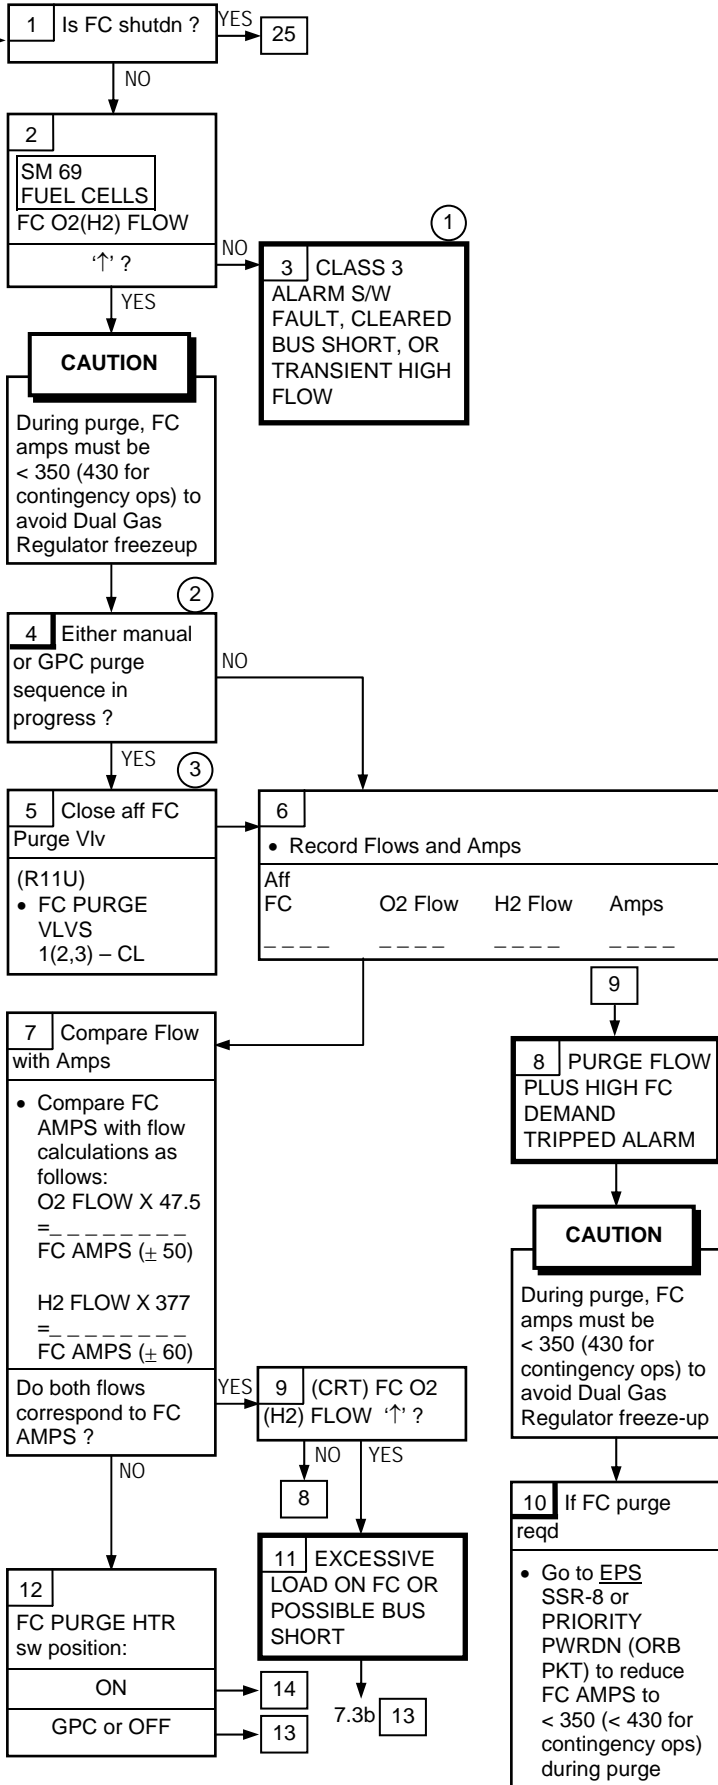 1 Is FC shutdn ?
YES
25
NO
2
SM 69
FUEL CELLS
FC O2(H2) FLOW
‘↑’ ?
NO
YES
1
3 CLASS 3
ALARM S/W
FAULT, CLEARED
BUS SHORT, OR
TRANSIENT HIGH
FLOW
CAUTION
During purge, FC
amps must be
< 350 (430 for
contingency ops) to
avoid Dual Gas
Regulator freezeup
2
4 Either manual
or GPC purge
sequence in
progress ?
NO
YES
3
5 Close aff FC
Purge Vlv
(R11U)
• FC PURGE
VLVS
1(2,3) – CL
6
• Record Flows and Amps
Aff
FC O2 Flow H2 Flow Amps
_ _ _ _ _ _ _ _ _ _ _ _ _ _ _ _
7 Compare Flow
with Amps
• Compare FC
AMPS with flow
calculations as
follows:
O2 FLOW X 47.5
=_ _ _ _ _ _ _ _
FC AMPS (± 50)
H2 FLOW X 377
=_ _ _ _ _ _ _ _
FC AMPS (± 60)
Do both flows
correspond to FC
AMPS ?
YES
NO
9 (CRT) FC O2
(H2) FLOW ‘↑’ ?
NO YES
8
11 EXCESSIVE
LOAD ON FC OR
POSSIBLE BUS
SHORT
7.3b 13
12
FC PURGE HTR
sw position:
ON
14
GPC or OFF
13
9
8 PURGE FLOW
PLUS HIGH FC
DEMAND
TRIPPED ALARM
CAUTION
During purge, FC
amps must be
< 350 (430 for
contingency ops) to
avoid Dual Gas
Regulator freeze-up
10 If FC purge
reqd
• Go to EPS
SSR-8 or
PRIORITY
PWRDN (ORB
PKT) to reduce
FC AMPS to
< 350 (< 430 for
contingency ops)
during purge